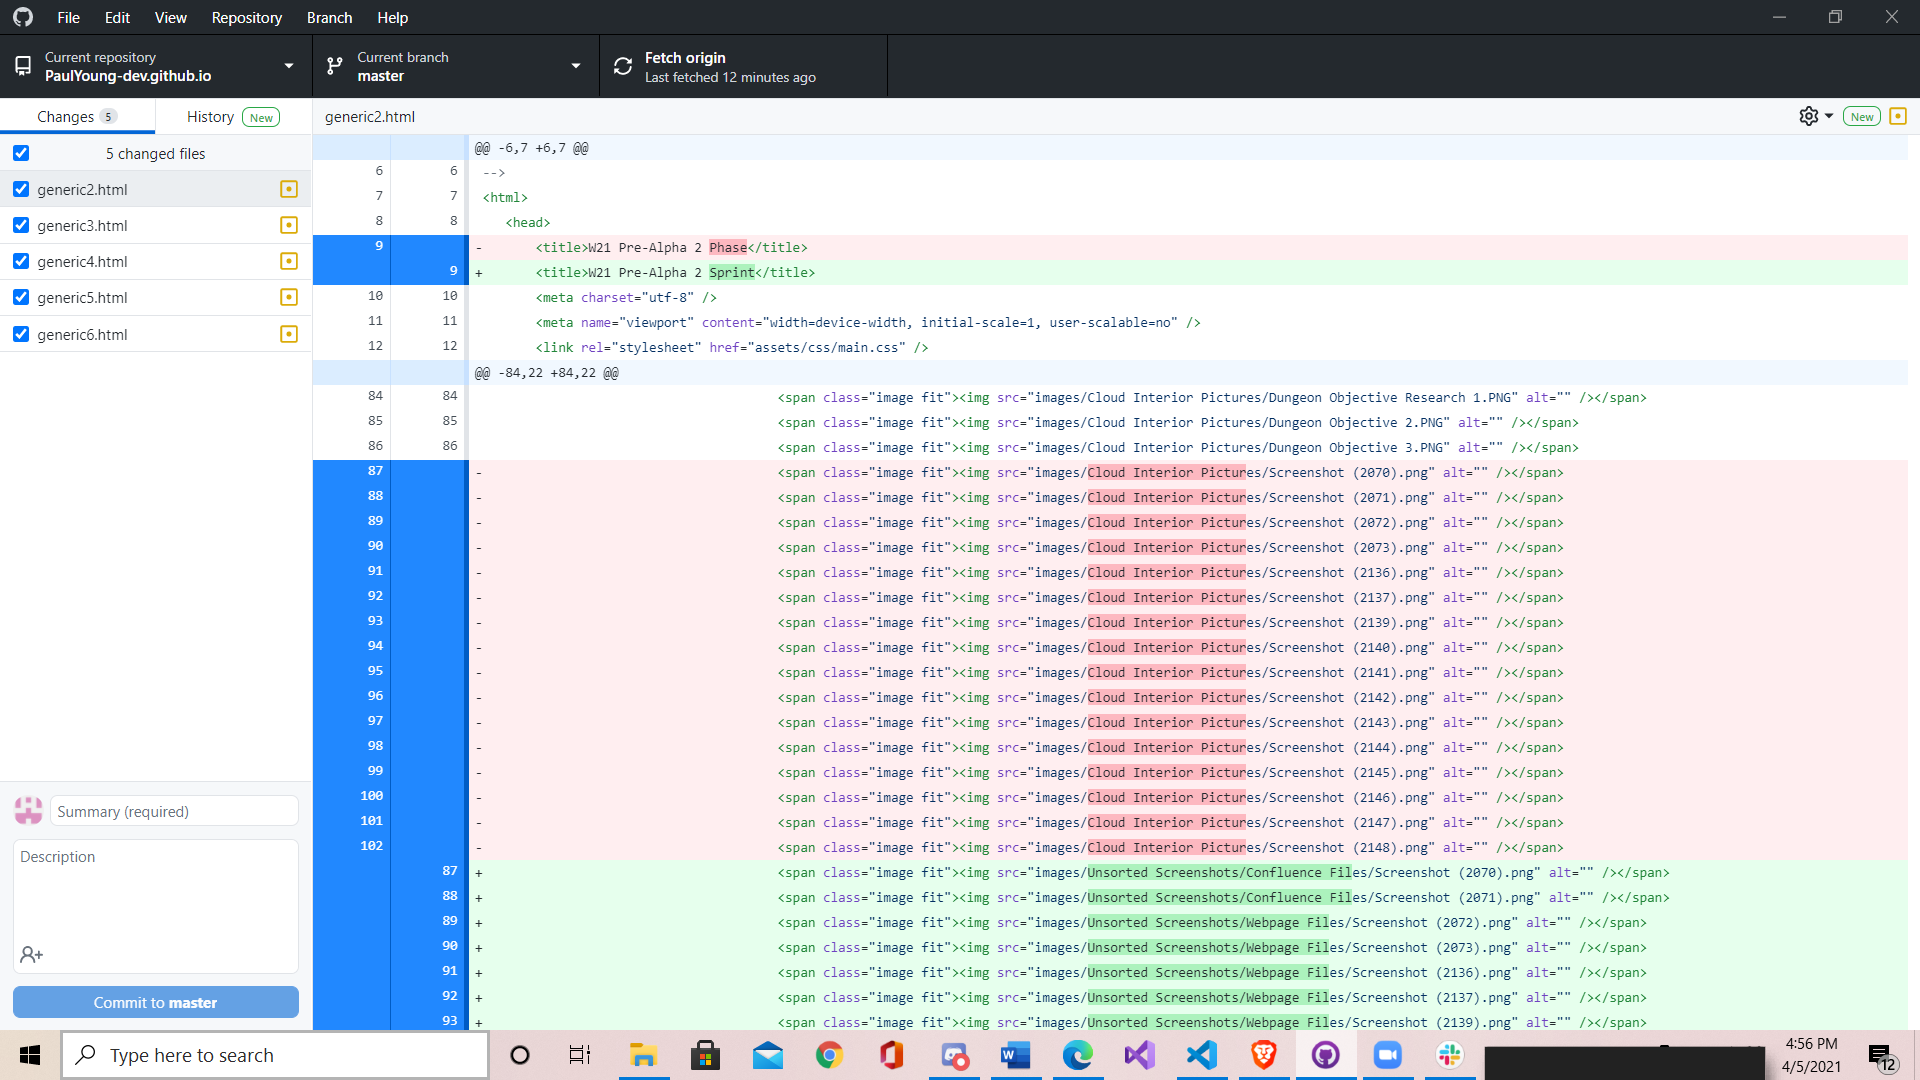 File Edit View Repository Branch Help
Current repository
PaulYoung-dev.github.io
Current branch
master
Fetch origin
Last fetched 12 minutes ago
Changes 5
History New
generic2.html
New
5 changed files
generic2.html
generic3.html
generic4.html
generic5.html
generic6.html
@@ -6,7 +6,7 @@
6 6 -->
7 7 <html>
8 8 <head>
9 - <title>W21 Pre-Alpha 2 Phase</title>
9 + <title>W21 Pre-Alpha 2 Sprint</title>
10 10 <meta charset="utf-8" />
11 11 <meta name="viewport" content="width=device-width, initial-scale=1, user-scalable=no" />
12 12 <link rel="stylesheet" href="assets/css/main.css" />
@@ -84,22 +84,22 @@
84 84 <span class="image fit"><img src="images/Cloud Interior Pictures/Dungeon Objective Research 1.PNG" alt="" /></span>
85 85 <span class="image fit"><img src="images/Cloud Interior Pictures/Dungeon Objective 2.PNG" alt="" /></span>
86 86 <span class="image fit"><img src="images/Cloud Interior Pictures/Dungeon Objective 3.PNG" alt="" /></span>
87 - <span class="image fit"><img src="images/Cloud Interior Pictures/Screenshot (2070).png" alt="" /></span>
88 - <span class="image fit"><img src="images/Cloud Interior Pictures/Screenshot (2071).png" alt="" /></span>
89 - <span class="image fit"><img src="images/Cloud Interior Pictures/Screenshot (2072).png" alt="" /></span>
90 - <span class="image fit"><img src="images/Cloud Interior Pictures/Screenshot (2073).png" alt="" /></span>
91 - <span class="image fit"><img src="images/Cloud Interior Pictures/Screenshot (2136).png" alt="" /></span>
92 - <span class="image fit"><img src="images/Cloud Interior Pictures/Screenshot (2137).png" alt="" /></span>
93 - <span class="image fit"><img src="images/Cloud Interior Pictures/Screenshot (2139).png" alt="" /></span>
94 - <span class="image fit"><img src="images/Cloud Interior Pictures/Screenshot (2140).png" alt="" /></span>
95 - <span class="image fit"><img src="images/Cloud Interior Pictures/Screenshot (2141).png" alt="" /></span>
96 - <span class="image fit"><img src="images/Cloud Interior Pictures/Screenshot (2142).png" alt="" /></span>
97 - <span class="image fit"><img src="images/Cloud Interior Pictures/Screenshot (2143).png" alt="" /></span>
98 - <span class="image fit"><img src="images/Cloud Interior Pictures/Screenshot (2144).png" alt="" /></span>
99 - <span class="image fit"><img src="images/Cloud Interior Pictures/Screenshot (2145).png" alt="" /></span>
100 - <span class="image fit"><img src="images/Cloud Interior Pictures/Screenshot (2146).png" alt="" /></span>
101 - <span class="image fit"><img src="images/Cloud Interior Pictures/Screenshot (2147).png" alt="" /></span>
102 - <span class="image fit"><img src="images/Cloud Interior Pictures/Screenshot (2148).png" alt="" /></span>
87 + <span class="image fit"><img src="images/Unsorted Screenshots/Confluence Files/Screenshot (2070).png" alt="" /></span>
88 + <span class="image fit"><img src="images/Unsorted Screenshots/Confluence Files/Screenshot (2071).png" alt="" /></span>
89 + <span class="image fit"><img src="images/Unsorted Screenshots/Webpage Files/Screenshot (2072).png" alt="" /></span>
90 + <span class="image fit"><img src="images/Unsorted Screenshots/Webpage Files/Screenshot (2073).png" alt="" /></span>
91 + <span class="image fit"><img src="images/Unsorted Screenshots/Webpage Files/Screenshot (2136).png" alt="" /></span>
92 + <span class="image fit"><img src="images/Unsorted Screenshots/Webpage Files/Screenshot (2137).png" alt="" /></span>
93 + <span class="image fit"><img src="images/Unsorted Screenshots/Webpage Files/Screenshot (2139).png" alt="" /></span>
Summary (required)
Description
Commit to master
Type here to search
4:56 PM
4/5/2021
12